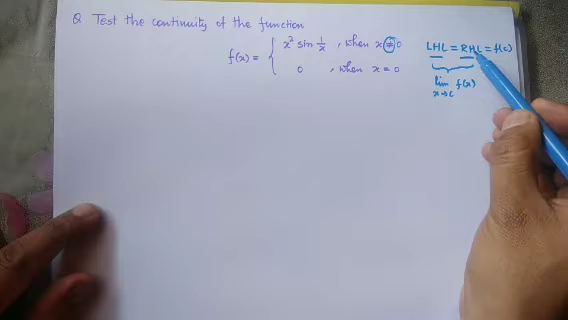 Q Test the continuity of the function
f(x) = { x² sin 1/x , when x ≠ 0
0 , when x = 0
LHL = RHL = f(c)
lim f(x)
x→c